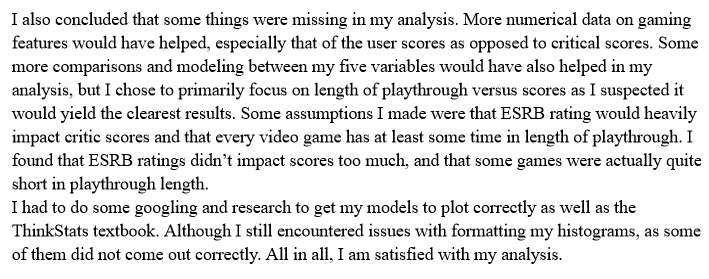 I also concluded that some things were missing in my analysis. More numerical data on gaming
features would have helped, especially that of the user scores as opposed to critical scores. Some
more comparisons and modeling between my five variables would have also helped in my
analysis, but I chose to primarily focus on length of playthrough versus scores as I suspected it
would yield the clearest results. Some assumptions I made were that ESRB rating would heavily
impact critic scores and that every video game has at least some time in length of playthrough. I
found that ESRB ratings didn’t impact scores too much, and that some games were actually quite
short in playthrough length.
I had to do some googling and research to get my models to plot correctly as well as the
ThinkStats textbook. Although I still encountered issues with formatting my histograms, as some
of them did not come out correctly. All in all, I am satisfied with my analysis.